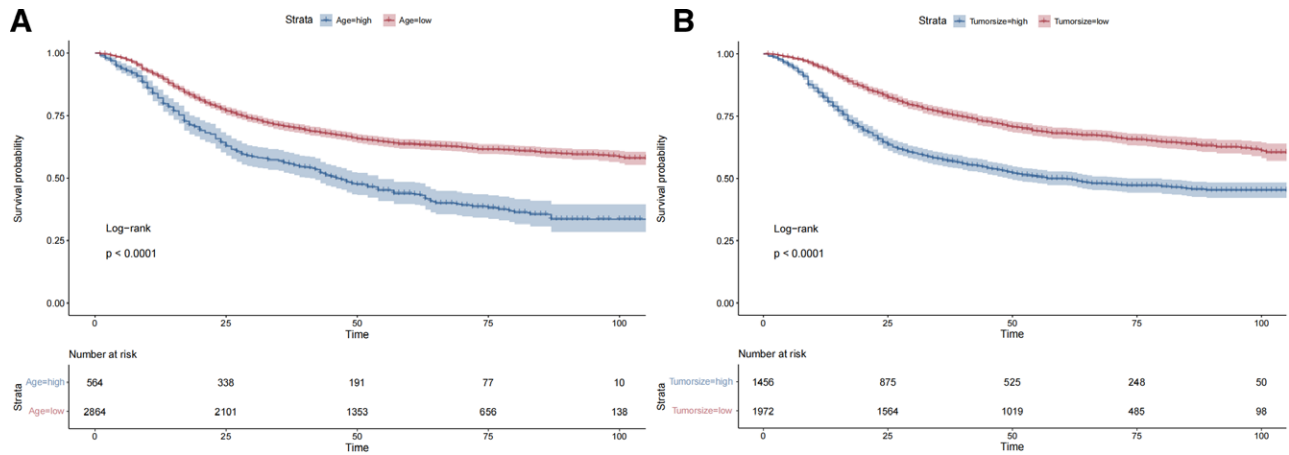 A
Strata Age=high Age=low
1.00
0.75
0.50
0.25
0.00
Survival probability
Log-rank
p < 0.0001
0 25 50 75 100
Time
Number at risk
Strata
Age=high 564 338 191 77 10
Age=low 2864 2101 1353 656 138
0 25 50 75 100
Time
B
Strata Tumorsize=high Tumorsize=low
1.00
0.75
0.50
0.25
0.00
Survival probability
Log-rank
p < 0.0001
0 25 50 75 100
Time
Number at risk
Strata
Tumorsize=high 1456 875 525 248 50
Tumorsize=low 1972 1564 1019 485 98
0 25 50 75 100
Time